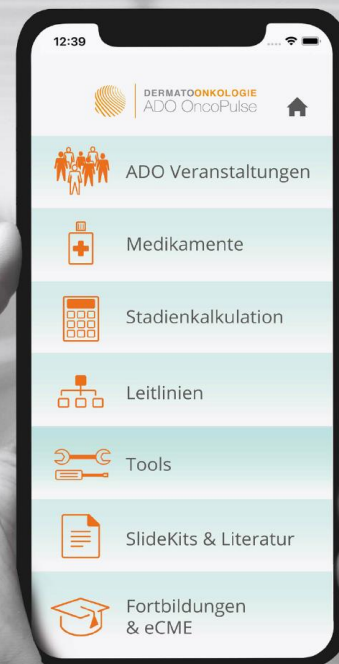 12:39
DERMATOONKOLOGIE
ADO OncoPulse
ADO Veranstaltungen
Medikamente
Stadienkalkulation
Leitlinien
Tools
SlideKits & Literatur
Fortbildungen
& eCME